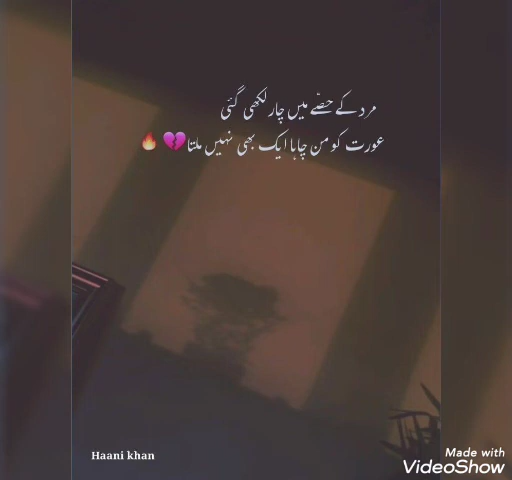 مرد کے حصّے میں چار لکھی گئی
عورت کو من چاہا ایک بھی نہیں ملتا💔🔥
Haani khan
Made with
VideoShow